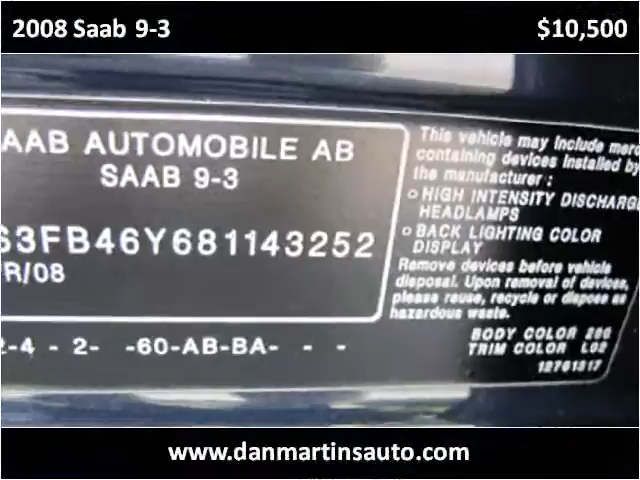 2008 Saab 9-3 $10,500
AAB AUTOMOBILE AB
SAAB 9-3
S3FB46Y681143252
R/08
2-4 - 2- -60-AB-BA- - -
This vehicle may include merc
containing devices installed by
the manufacturer :
o HIGH INTENSITY DISCHARGE
HEADLAMPS
o BACK LIGHTING COLOR
DISPLAY
Remove devices before vehicle
disposal. Upon removal of devices,
please reuse, recycle or dispose as
hazardous waste.
BODY COLOR 280
TRIM COLOR L02
12761317
www.danmartinsauto.com